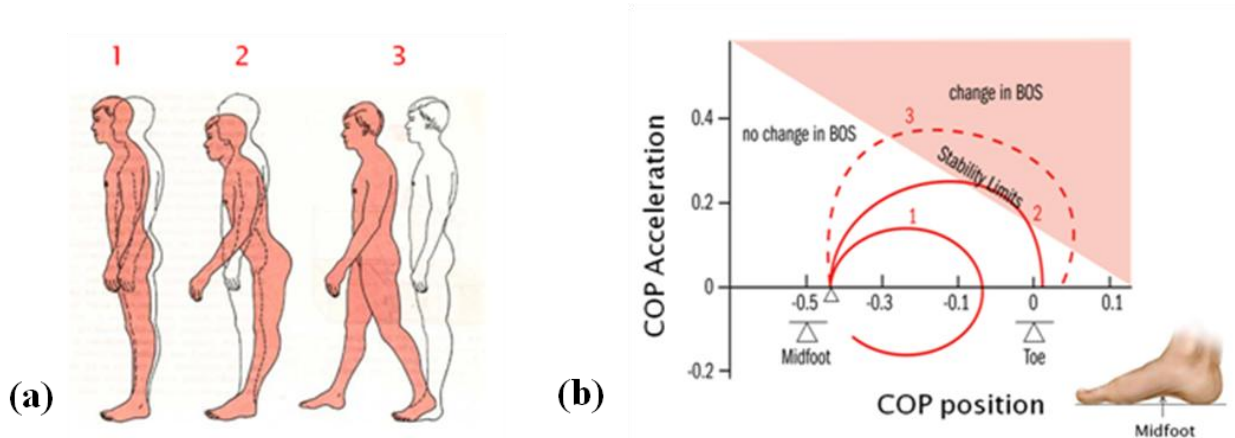 1 2 3
(a)
(b)
COP Acceleration
0.4
0.2
0
-0.2
change in BOS
no change in BOS
3
Stability Limits
1
2
-0.5 -0.3 -0.1 0 0.1
Midfoot
Toe
COP position
Midfoot